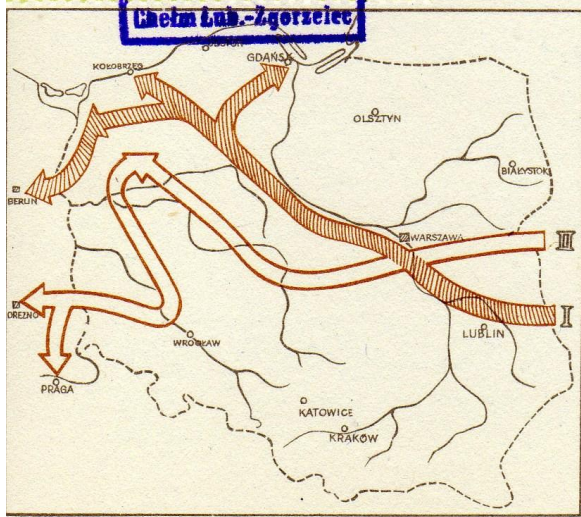 Chełm Lub.-Zgorzelec
GDAŃSK
KOŁOBRZEG
OLSZTYN
BIAŁYSTOK
BERLIN
WARSZAWA
II
DREZNO
I
LUBLIN
WROCŁAW
PRAGA
KATOWICE
KRAKÓW